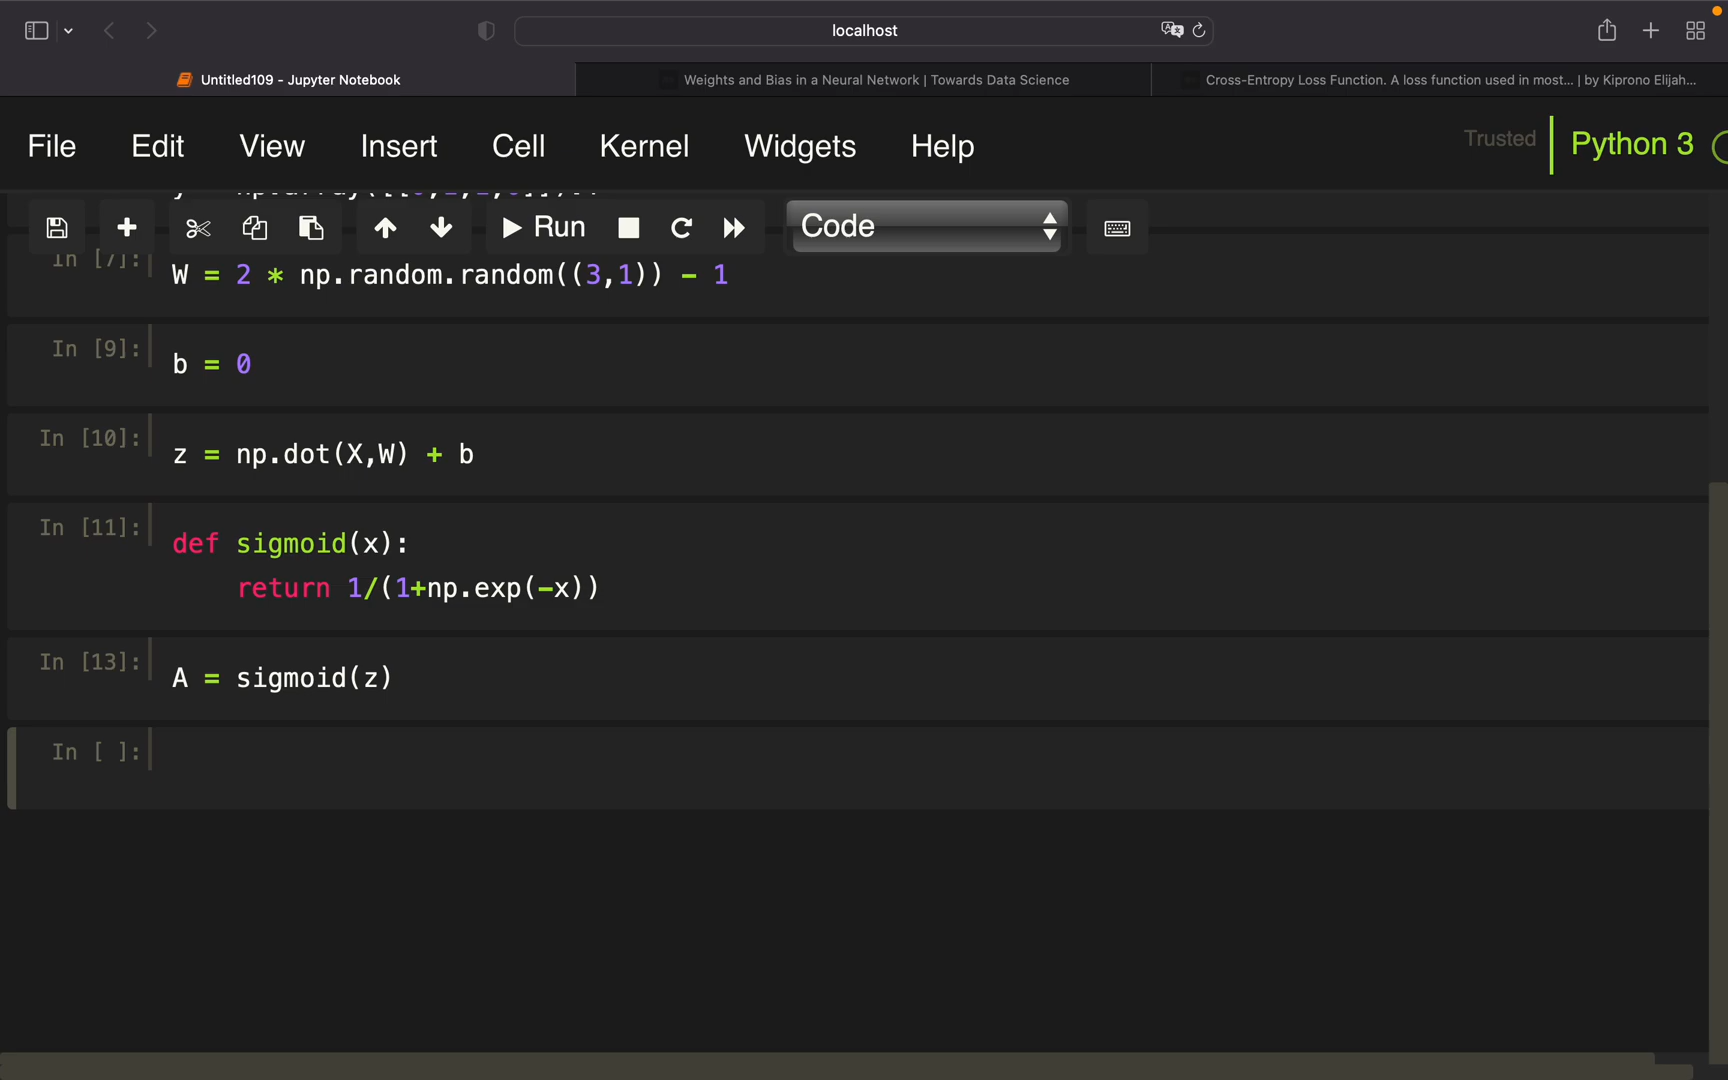 localhost
Untitled109 - Jupyter Notebook
Weights and Bias in a Neural Network | Towards Data Science
Cross-Entropy Loss Function. A loss function used in most... | by Kiprono Elijah...
File Edit View Insert Cell Kernel Widgets Help
Trusted
Python 3
Run
Code
In [7]: W = 2 * np.random.random((3,1)) - 1
In [9]: b = 0
In [10]: z = np.dot(X,W) + b
In [11]: def sigmoid(x):
return 1/(1+np.exp(-x))
In [13]: A = sigmoid(z)
In [ ]: